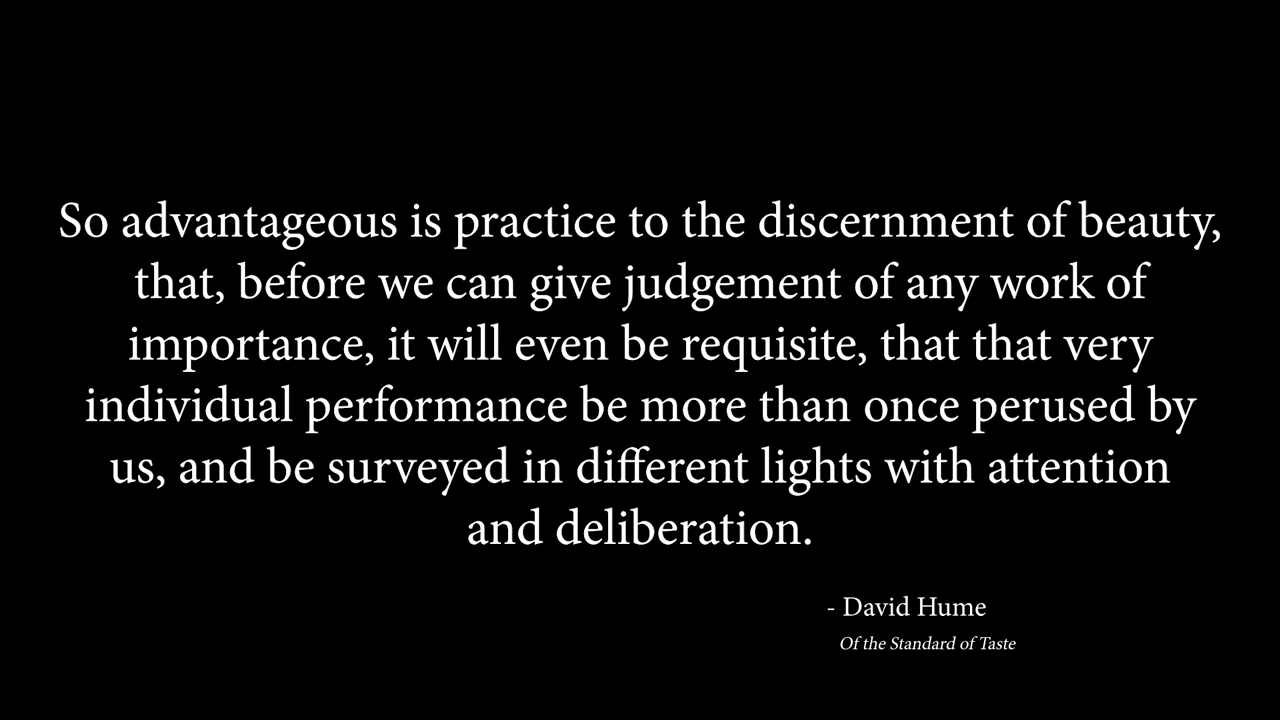 So advantageous is practice to the discernment of beauty,
that, before we can give judgement of any work of
importance, it will even be requisite, that that very
individual performance be more than once perused by
us, and be surveyed in different lights with attention
and deliberation.
- David Hume
Of the Standard of Taste